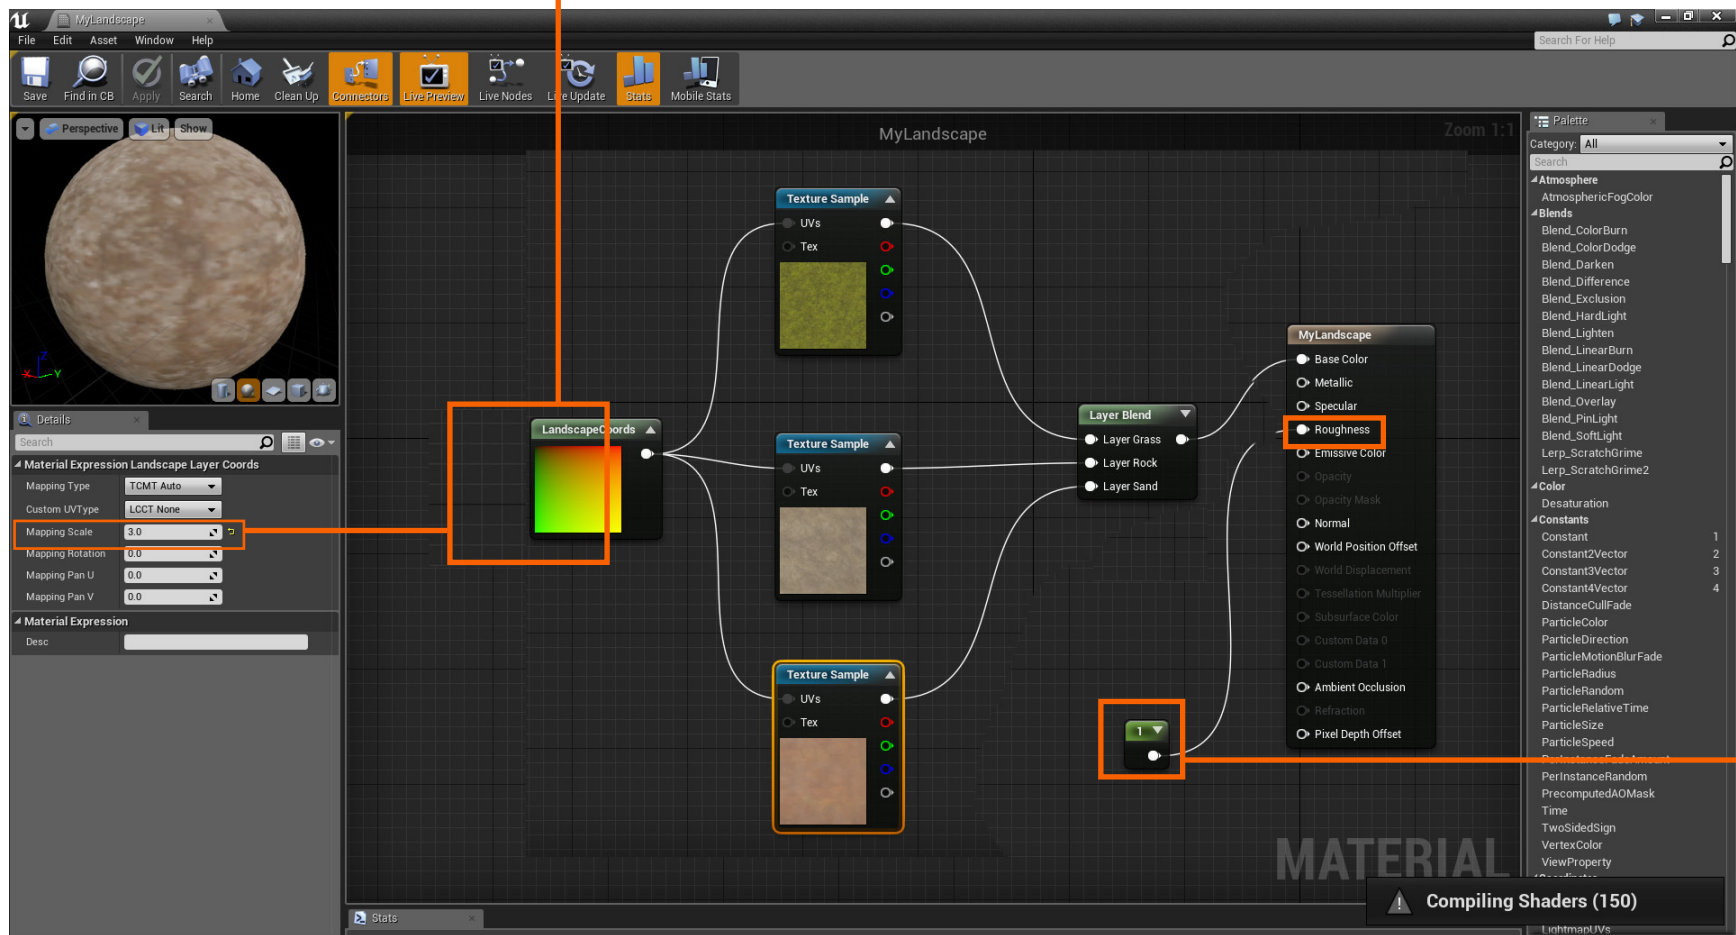 MyLandscape
File Edit Asset Window Help
Search For Help
Save Find in CB Apply Search Home Clean Up Connectors Live Preview Live Nodes Live Update Stats Mobile Stats
Perspective Lit Show
Z
X Y
MyLandscape
Zoom 1:1
Texture Sample
UVs
Tex
LandscapeCoords
Texture Sample
UVs
Tex
Texture Sample
UVs
Tex
Layer Blend
Layer Grass
Layer Rock
Layer Sand
1
MyLandscape
Base Color
Metallic
Specular
Roughness
Emissive Color
Opacity
Opacity Mask
Normal
World Position Offset
World Displacement
Tessellation Multiplier
Subsurface Color
Custom Data 0
Custom Data 1
Ambient Occlusion
Refraction
Pixel Depth Offset
MATERIAL
Details
Search
Material Expression Landscape Layer Coords
Mapping Type TCMT Auto
Custom UVType LCCT None
Mapping Scale 3.0
Mapping Rotation 0.0
Mapping Pan U 0.0
Mapping Pan V 0.0
Material Expression
Desc
Stats
Palette
Category: All
Search
Atmosphere
AtmosphericFogColor
Blends
Blend_ColorBurn
Blend_ColorDodge
Blend_Darken
Blend_Difference
Blend_Exclusion
Blend_HardLight
Blend_Lighten
Blend_LinearBurn
Blend_LinearDodge
Blend_LinearLight
Blend_Overlay
Blend_PinLight
Blend_SoftLight
Lerp_ScratchGrime
Lerp_ScratchGrime2
Color
Desaturation
Constants
Constant 1
Constant2Vector 2
Constant3Vector 3
Constant4Vector 4
DistanceCullFade
ParticleColor
ParticleDirection
ParticleMotionBlurFade
ParticleRadius
ParticleRandom
ParticleRelativeTime
ParticleSize
ParticleSpeed
PerInstanceFadeAmount
PerInstanceRandom
PrecomputedAOMask
Time
TwoSidedSign
VertexColor
ViewProperty
Compiling Shaders (150)
LightmapUVs